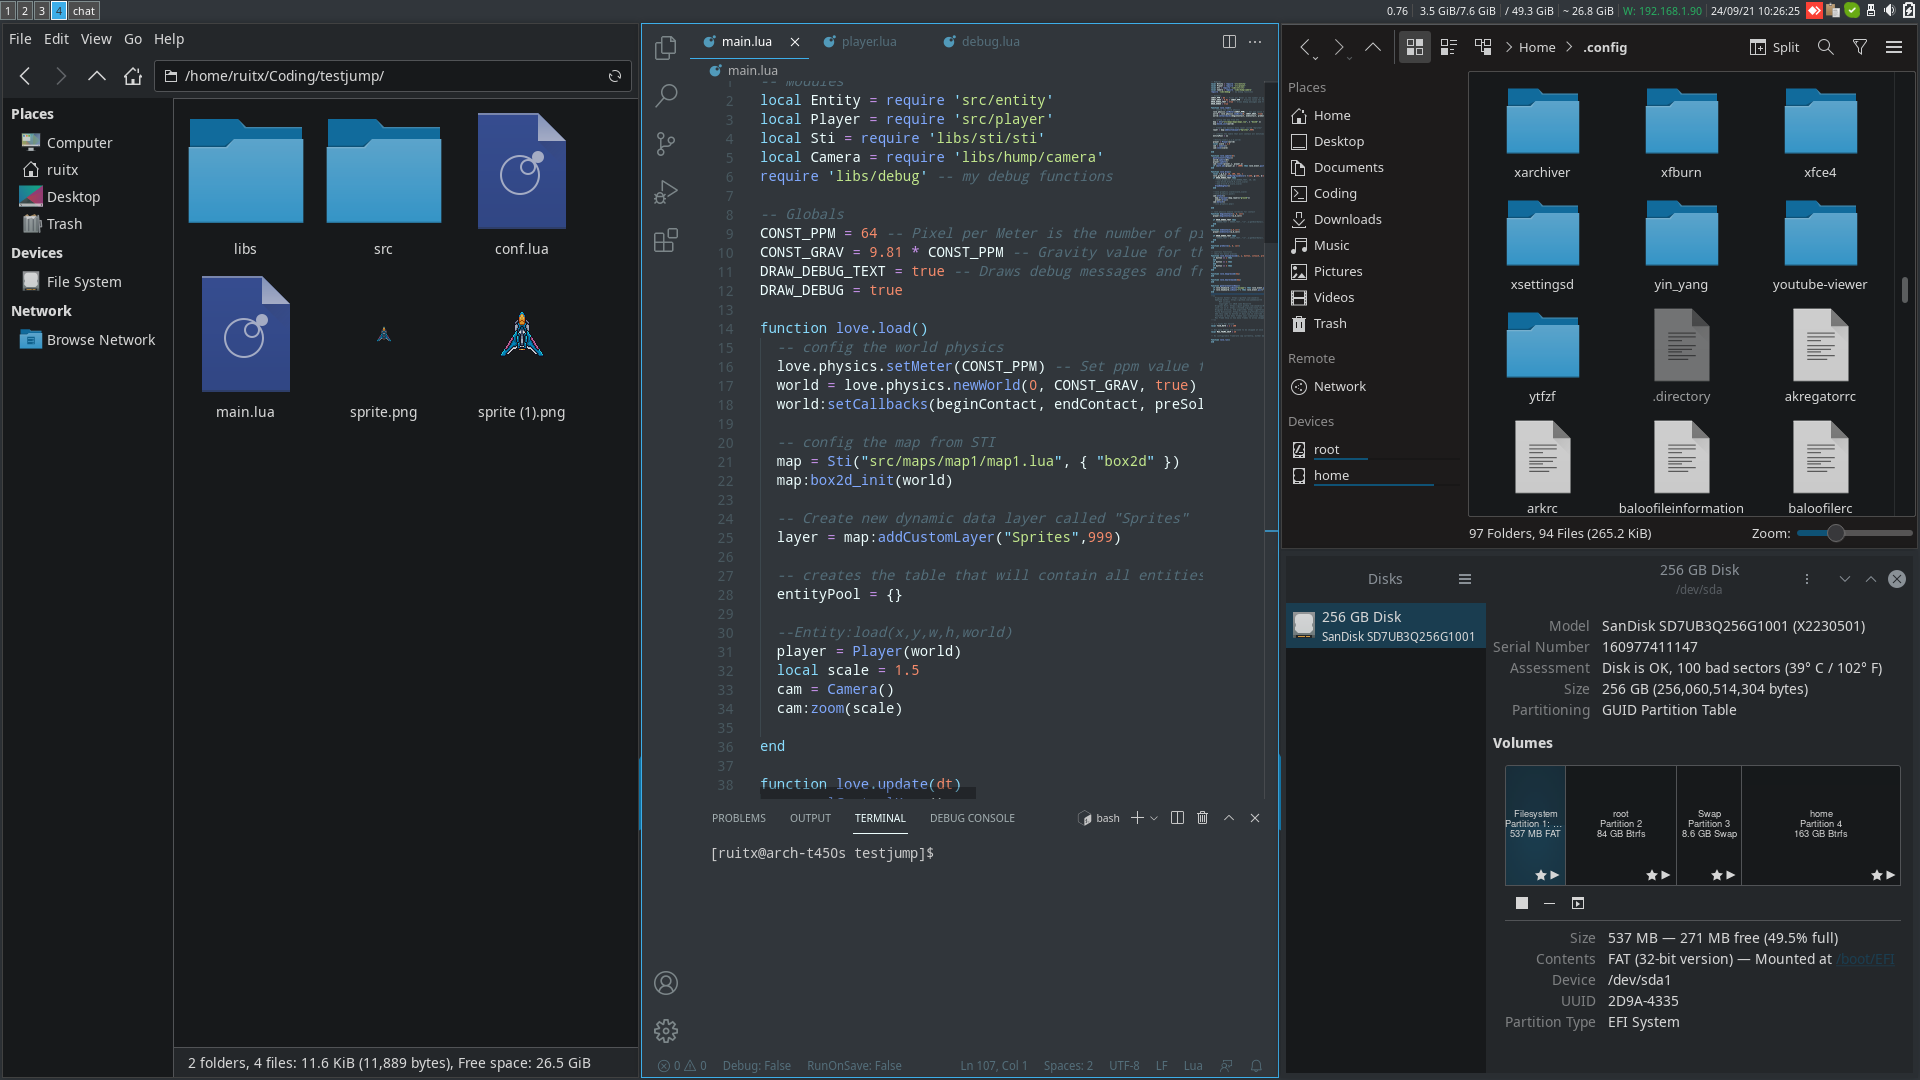 1 2 3 4 chat
0.76 3.5 GiB/7.6 GiB / 49.3 GiB ~ 26.8 GiB W: 192.168.1.90 24/09/21 10:26:25
File Edit View Go Help
/home/ruitx/Coding/testjump/
Places
Computer
ruitx
Desktop
Trash
Devices
File System
Network
Browse Network
libs
src
conf.lua
main.lua
sprite.png
sprite (1).png
2 folders, 4 files: 11.6 KiB (11,889 bytes), Free space: 26.5 GiB
main.lua player.lua debug.lua
main.lua
1 -- Modules
2 local Entity = require 'src/entity'
3 local Player = require 'src/player'
4 local Sti = require 'libs/sti/sti'
5 local Camera = require 'libs/hump/camera'
6 require 'libs/debug' -- my debug functions
7
8 -- Globals
9 CONST_PPM = 64 -- Pixel per Meter is the number of pi
10 CONST_GRAV = 9.81 * CONST_PPM -- Gravity value for th
11 DRAW_DEBUG_TEXT = true -- Draws debug messages and fr
12 DRAW_DEBUG = true
13
14 function love.load()
15 -- config the world physics
16 love.physics.setMeter(CONST_PPM) -- Set ppm value f
17 world = love.physics.newWorld(0, CONST_GRAV, true)
18 world:setCallbacks(beginContact, endContact, preSol
19
20 -- config the map from STI
21 map = Sti("src/maps/map1/map1.lua", { "box2d" })
22 map:box2d_init(world)
23
24 -- Create new dynamic data layer called "Sprites"
25 layer = map:addCustomLayer("Sprites",999)
26
27 -- creates the table that will contain all entities
28 entityPool = {}
29
30 --Entity:load(x,y,w,h,world)
31 player = Player(world)
32 local scale = 1.5
33 cam = Camera()
34 cam:zoom(scale)
35
36 end
37
38 function love.update(dt)
PROBLEMS OUTPUT TERMINAL DEBUG CONSOLE
bash
[ruitx@arch-t450s testjump]$
0 0 Debug: False RunOnSave: False Ln 107, Col 1 Spaces: 2 UTF-8 LF Lua
Home .config Split
Places
Home
Desktop
Documents
Coding
Downloads
Music
Pictures
Videos
Trash
Remote
Network
Devices
root
home
xarchiver xfburn xfce4
xsettingsd yin_yang youtube-viewer
ytfzf .directory akregatorrc
arkrc baloofileinformation baloofilerc
97 Folders, 94 Files (265.2 KiB)
Zoom:
Disks
256 GB Disk
/dev/sda
256 GB Disk
SanDisk SD7UB3Q256G1001
Model SanDisk SD7UB3Q256G1001 (X2230501)
Serial Number 160977411147
Assessment Disk is OK, 100 bad sectors (39° C / 102° F)
Size 256 GB (256,060,514,304 bytes)
Partitioning GUID Partition Table
Volumes
Filesystem
Partition 1: ...
537 MB FAT
root
Partition 2
84 GB Btrfs
Swap
Partition 3
8.6 GB Swap
home
Partition 4
163 GB Btrfs
Size 537 MB — 271 MB free (49.5% full)
Contents FAT (32-bit version) — Mounted at /boot/EFI
Device /dev/sda1
UUID 2D9A-4335
Partition Type EFI System